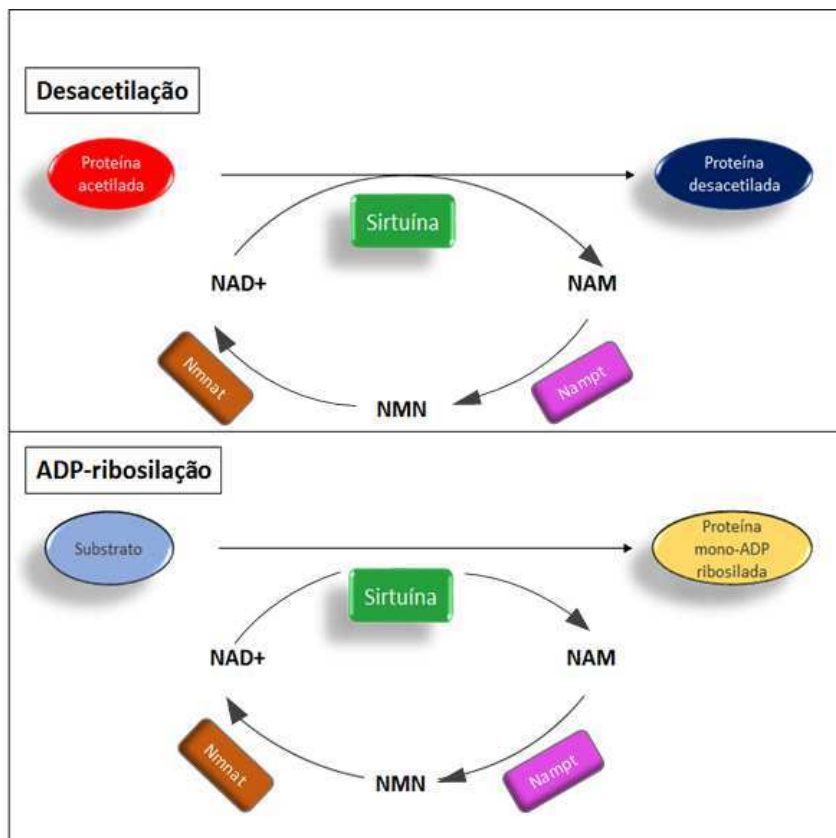 Desacetilação
Proteína
acetilada
Proteína
desacetilada
Sirtuína
NAD+
NAM
Nmnat
Nampt
NMN
ADP-ribosilação
Substrato
Proteína
mono-ADP
ribosilada
Sirtuína
NAD+
NAM
Nmnat
Nampt
NMN